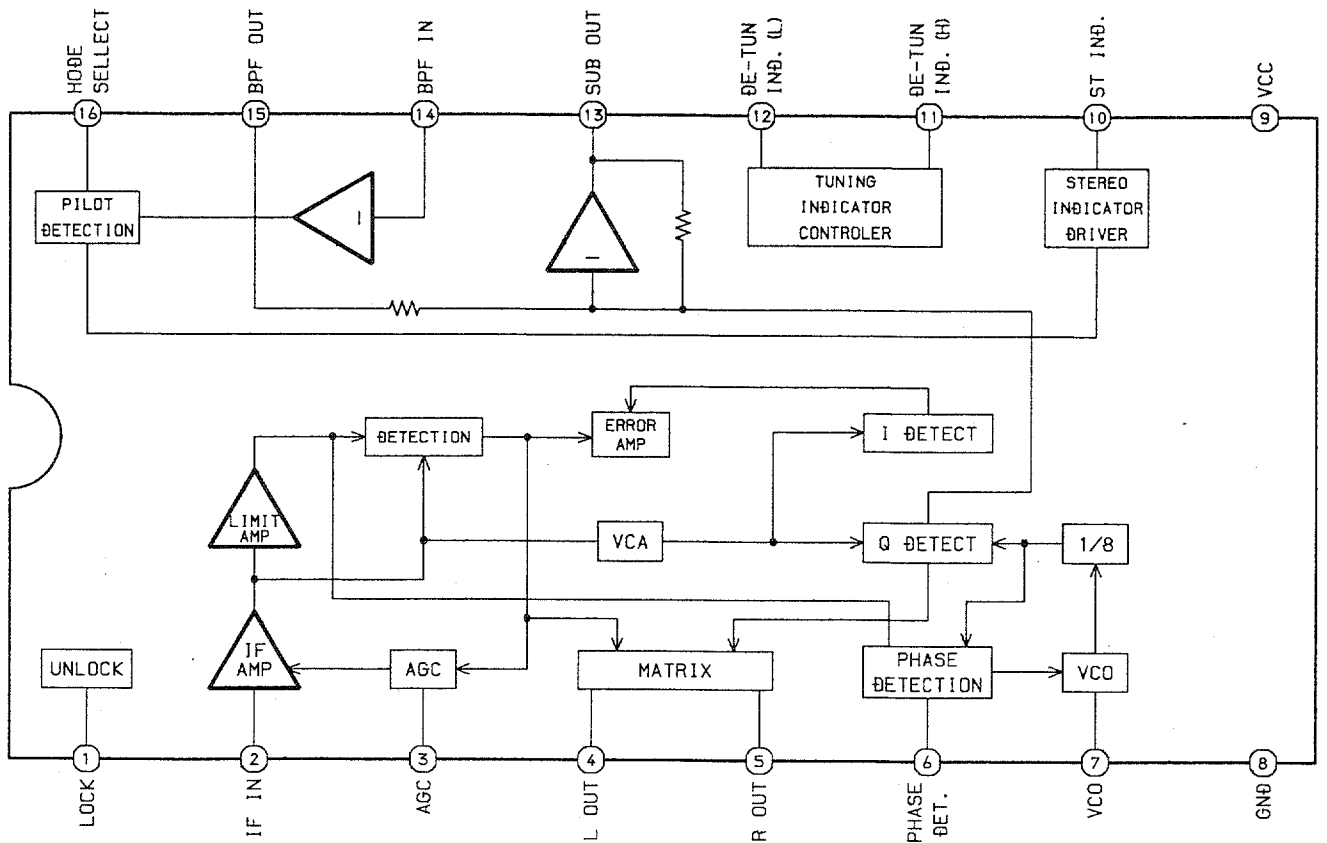 HODE
SELLECT
BPF OUT
BPF IN
SUB OUT
DE-TUN
IND. (L)
DE-TUN
IND. (H)
ST IND.
VCC
16
15
14
13
12
11
10
9
PILOT
DETECTION
TUNING
INDICATOR
CONTROLER
STEREO
INDICATOR
DRIVER
DETECTION
ERROR
AMP
I DETECT
LIMIT
AMP
VCA
Q DETECT
1/8
UNLOCK
IF
AMP
AGC
MATRIX
PHASE
DETECTION
VCO
1
2
3
4
5
6
7
8
LOCK
IF IN
AGC
L OUT
R OUT
PHASE
DET.
VCO
GND